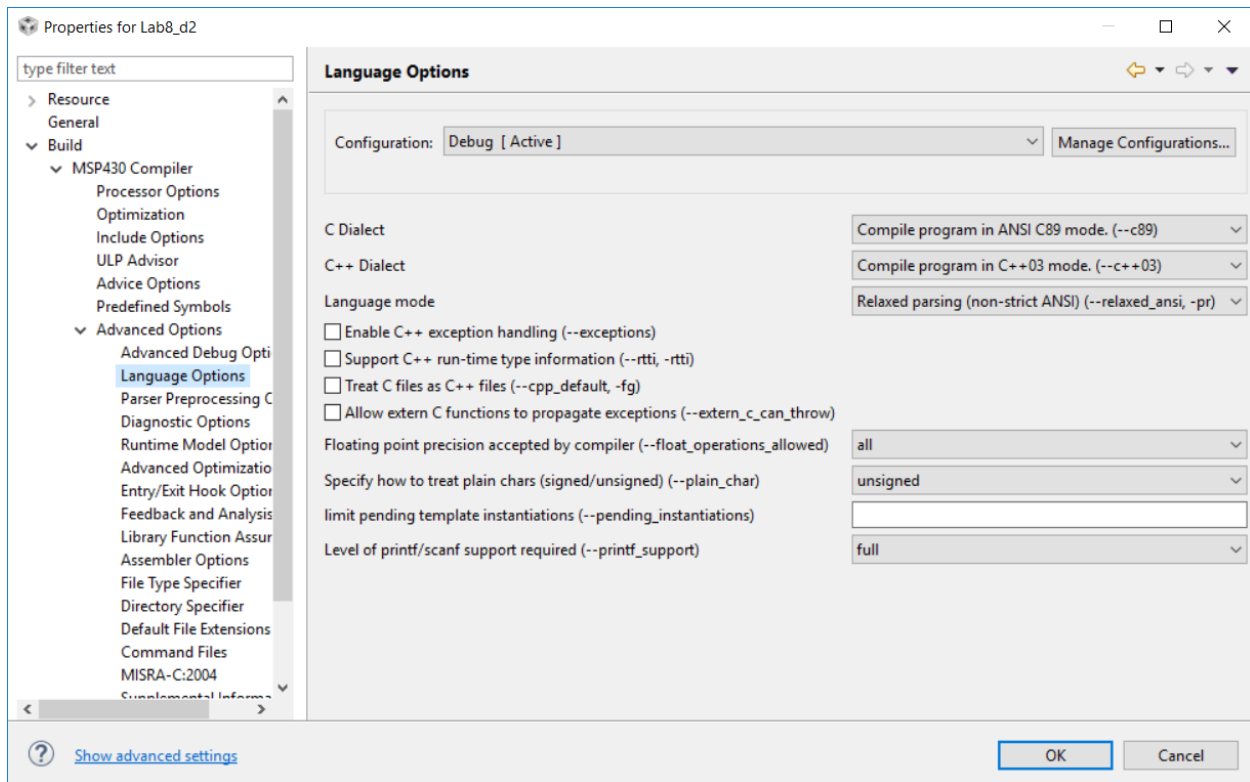 Properties for Lab8_d2
type filter text
Resource
General
Build
MSP430 Compiler
Processor Options
Optimization
Include Options
ULP Advisor
Advice Options
Predefined Symbols
Advanced Options
Advanced Debug Opti
Language Options
Parser Preprocessing C
Diagnostic Options
Runtime Model Option
Advanced Optimizatio
Entry/Exit Hook Option
Feedback and Analysis
Library Function Assur
Assembler Options
File Type Specifier
Directory Specifier
Default File Extensions
Command Files
MISRA-C:2004
Supplemental Informa
Language Options
Configuration: Debug [ Active ] Manage Configurations...
C Dialect Compile program in ANSI C89 mode. (--c89)
C++ Dialect Compile program in C++03 mode. (--c++03)
Language mode Relaxed parsing (non-strict ANSI) (--relaxed_ansi, -pr)
Enable C++ exception handling (--exceptions)
Support C++ run-time type information (--rtti, -rtti)
Treat C files as C++ files (--cpp_default, -fg)
Allow extern C functions to propagate exceptions (--extern_c_can_throw)
Floating point precision accepted by compiler (--float_operations_allowed) all
Specify how to treat plain chars (signed/unsigned) (--plain_char) unsigned
limit pending template instantiations (--pending_instantiations)
Level of printf/scanf support required (--printf_support) full
? Show advanced settings OK Cancel